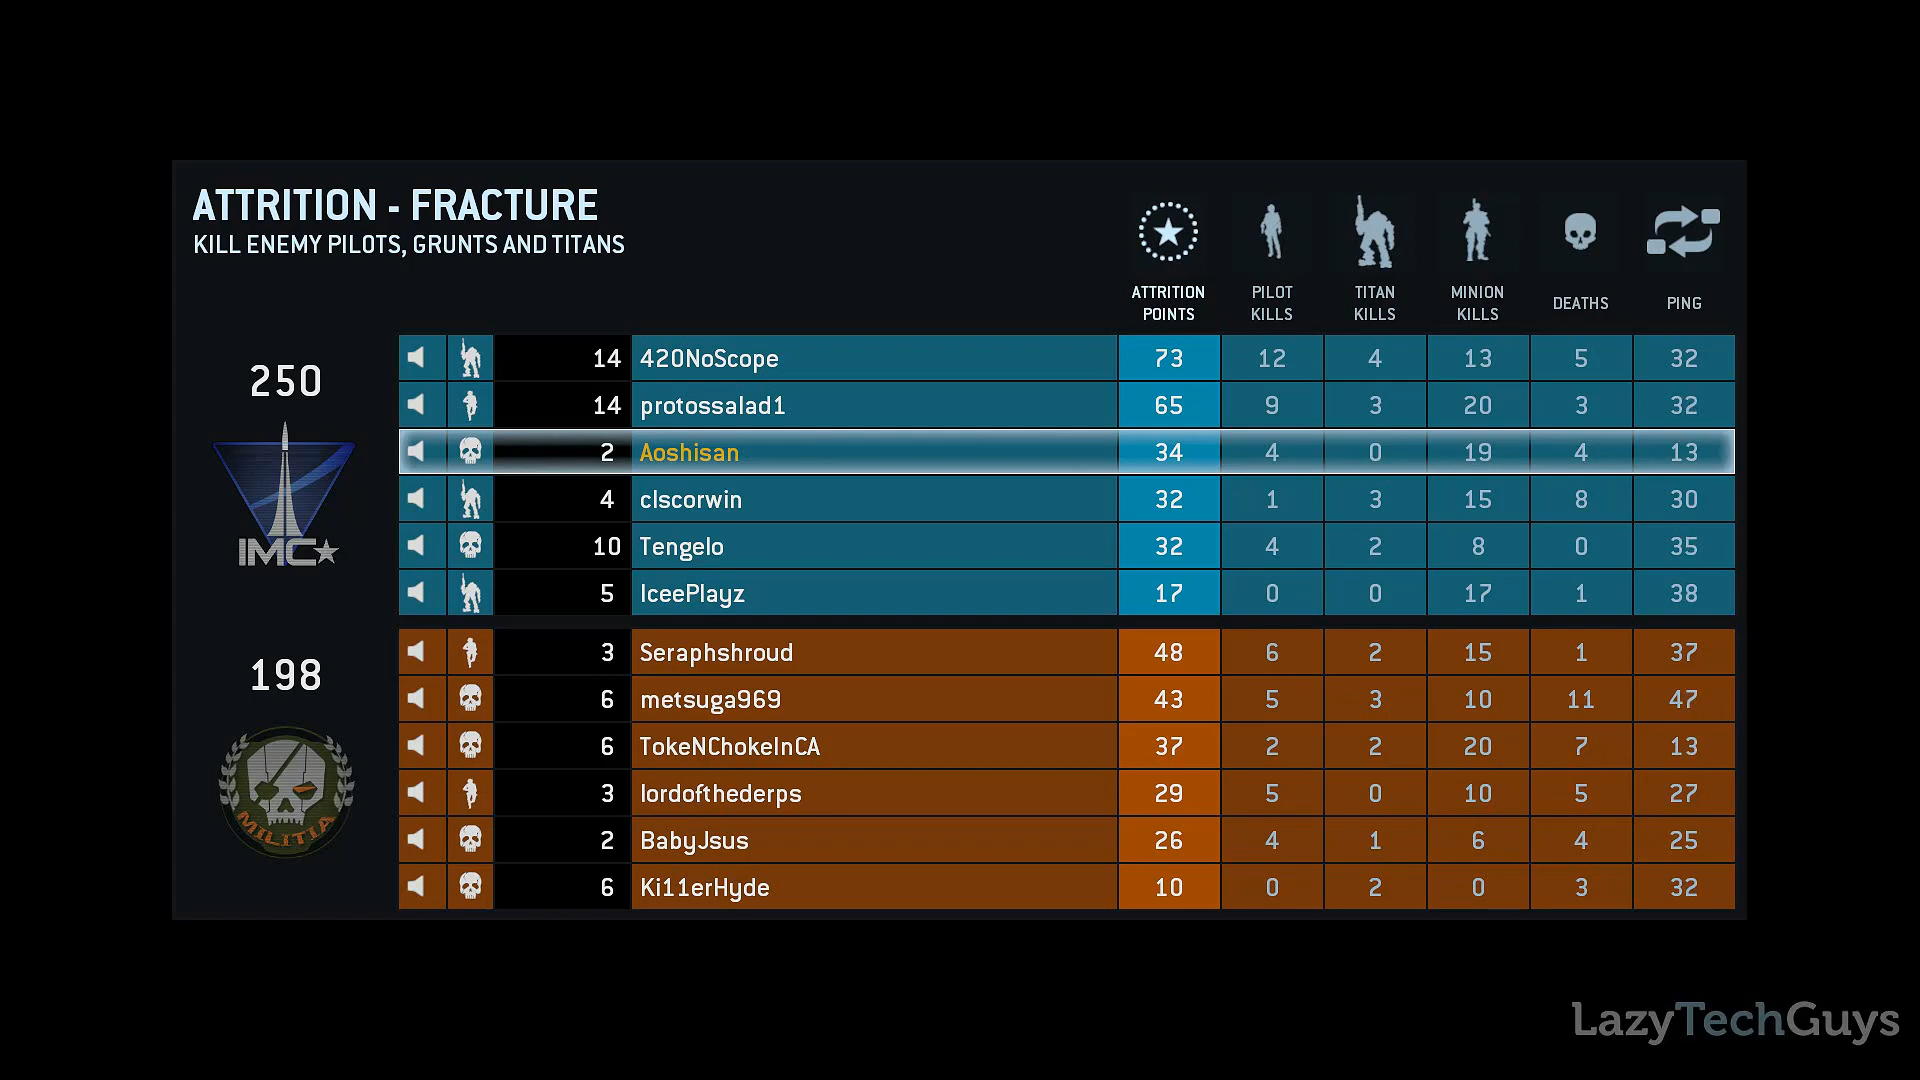 ATTRITION - FRACTURE
KILL ENEMY PILOTS, GRUNTS AND TITANS
ATTRITION POINTS PILOT KILLS TITAN KILLS MINION KILLS DEATHS PING
250
IMC
14 420NoScope 73 12 4 13 5 32
14 protossalad1 65 9 3 20 3 32
2 Aoshisan 34 4 0 19 4 13
4 clscorwin 32 1 3 15 8 30
10 Tengelo 32 4 2 8 0 35
5 IceePlayz 17 0 0 17 1 38
198
MILITIA
3 Seraphshroud 48 6 2 15 1 37
6 metsuga969 43 5 3 10 11 47
6 TokeNChokeInCA 37 2 2 20 7 13
3 lordofthederps 29 5 0 10 5 27
2 BabyJsus 26 4 1 6 4 25
6 Ki11erHyde 10 0 2 0 3 32
LazyTechGuys